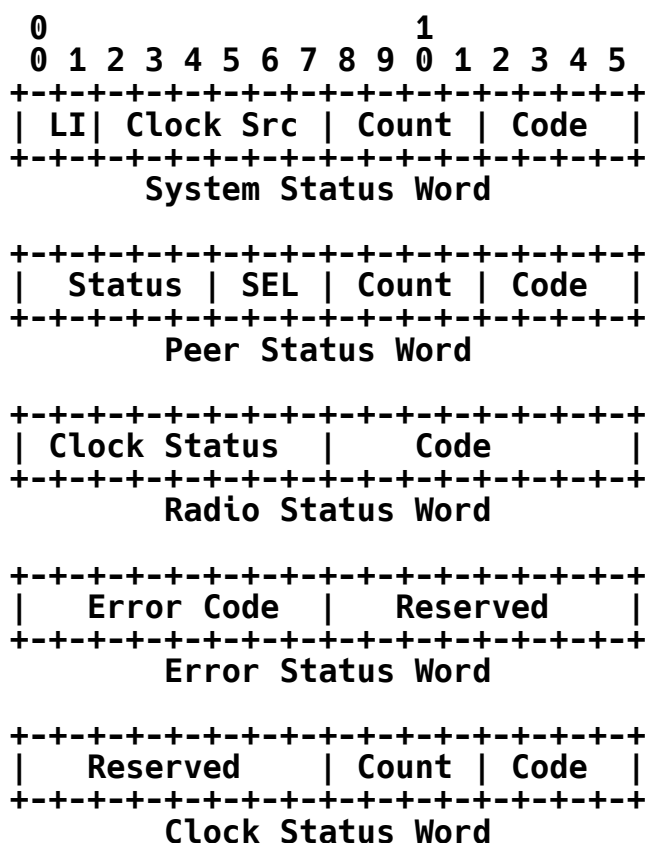 0                   1
 0 1 2 3 4 5 6 7 8 9 0 1 2 3 4 5
+-+-+-+-+-+-+-+-+-+-+-+-+-+-+-+-+
| LI| Clock Src | Count | Code  |
+-+-+-+-+-+-+-+-+-+-+-+-+-+-+-+-+
       System Status Word

+-+-+-+-+-+-+-+-+-+-+-+-+-+-+-+-+
|  Status | SEL | Count | Code  |
+-+-+-+-+-+-+-+-+-+-+-+-+-+-+-+-+
        Peer Status Word

+-+-+-+-+-+-+-+-+-+-+-+-+-+-+-+-+
| Clock Status  |    Code       |
+-+-+-+-+-+-+-+-+-+-+-+-+-+-+-+-+
        Radio Status Word

+-+-+-+-+-+-+-+-+-+-+-+-+-+-+-+-+
|   Error Code  |   Reserved    |
+-+-+-+-+-+-+-+-+-+-+-+-+-+-+-+-+
        Error Status Word

+-+-+-+-+-+-+-+-+-+-+-+-+-+-+-+-+
|   Reserved    | Count | Code  |
+-+-+-+-+-+-+-+-+-+-+-+-+-+-+-+-+
        Clock Status Word